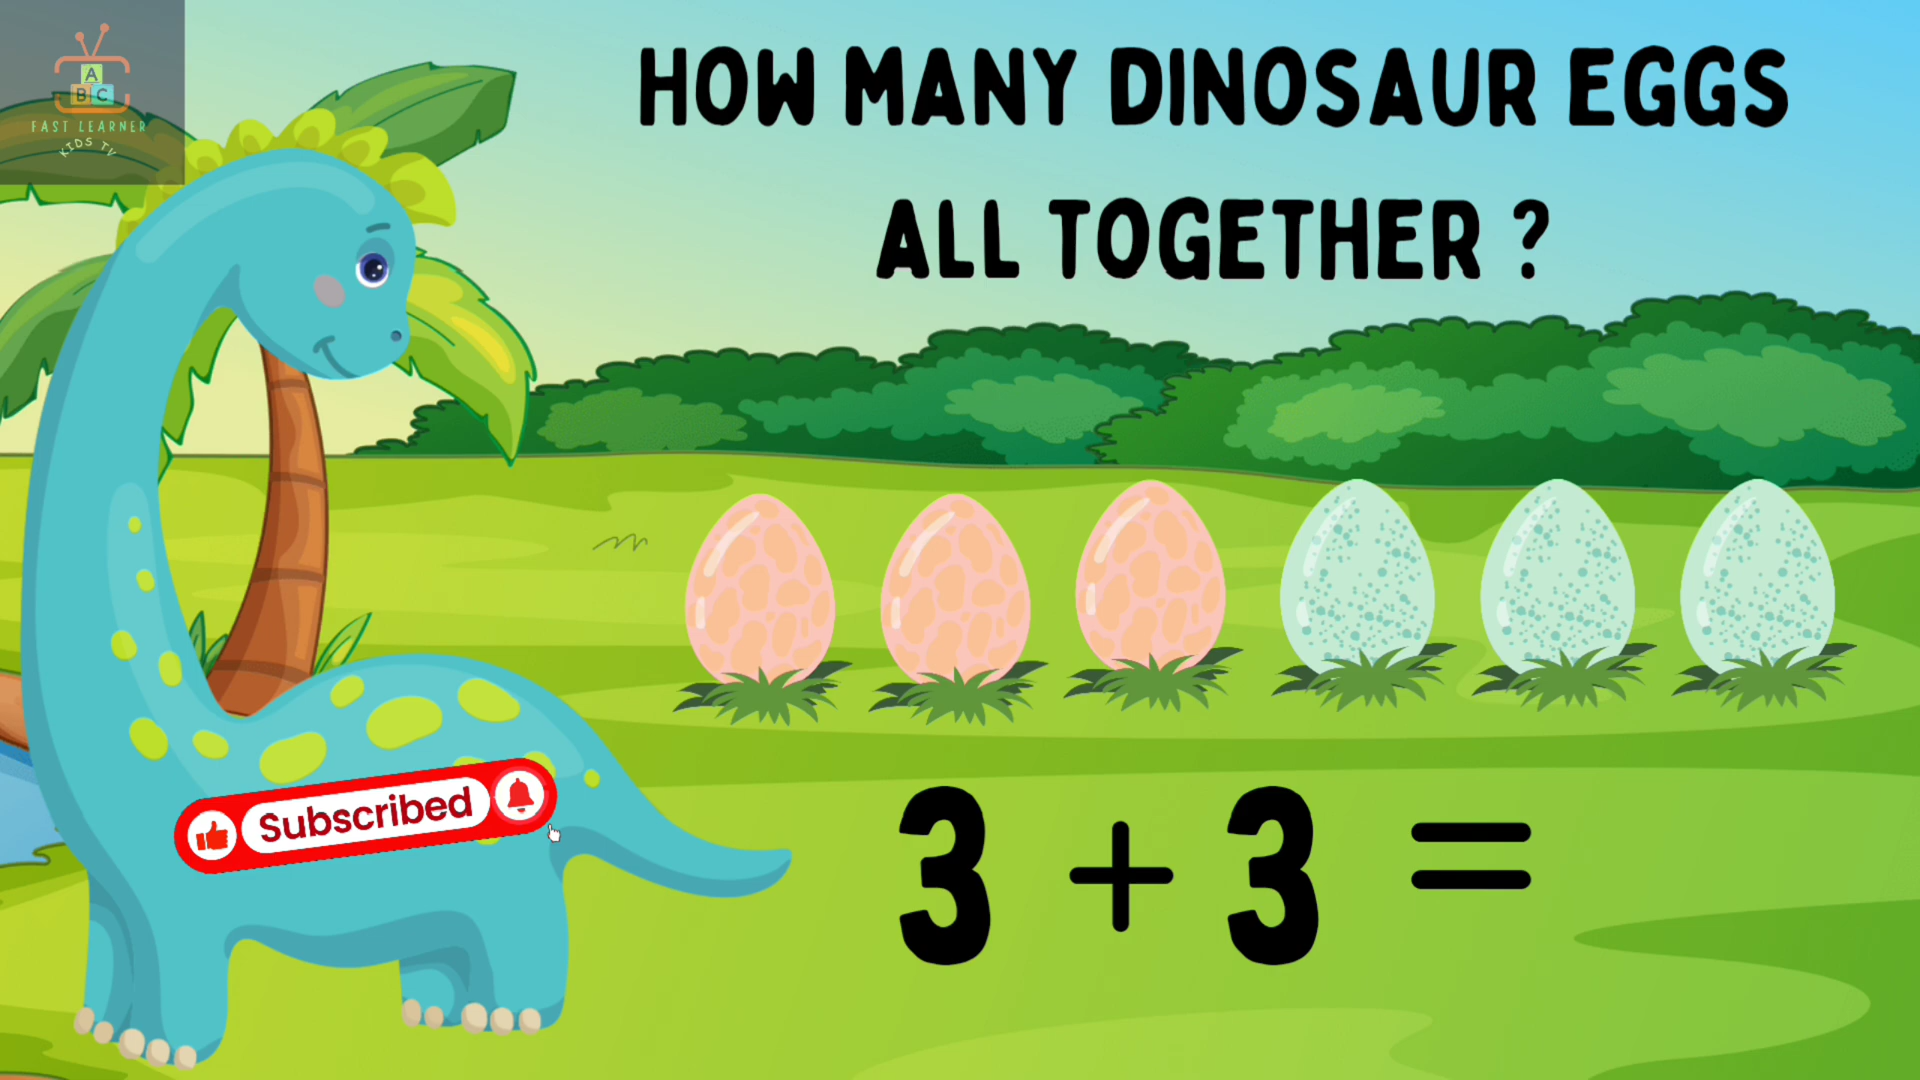 A
B C
FAST LEARNER
KIDS TV
HOW MANY DINOSAUR EGGS
ALL TOGETHER ?
Subscribed
3 + 3 =